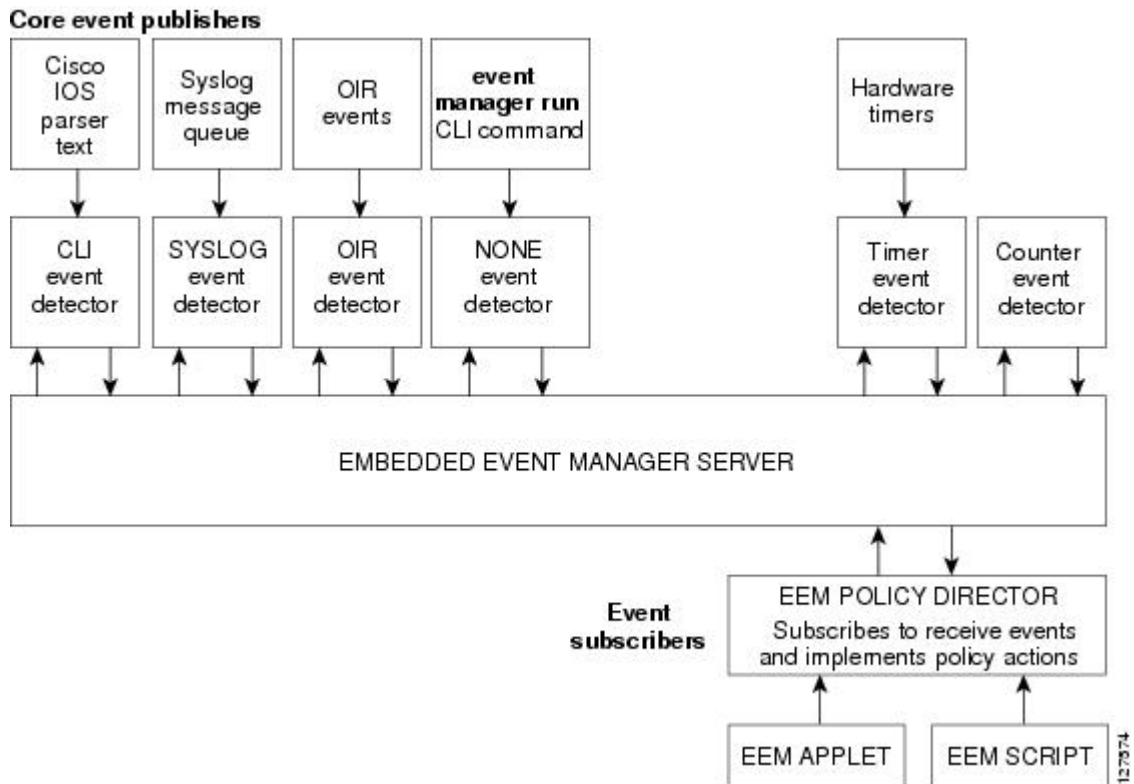 Core event publishers
Cisco
IOS
parser
text
Syslog
message
queue
OIR
events
event
manager run
CLI command
Hardware
timers
CLI
event
detector
SYSLOG
event
detector
OIR
event
detector
NONE
event
detector
Timer
event
detector
Counter
event
detector
EMBEDDED EVENT MANAGER SERVER
Event
subscribers
EEM POLICY DIRECTOR
Subscribes to receive events
and implements policy actions
EEM APPLET
EEM SCRIPT
127574